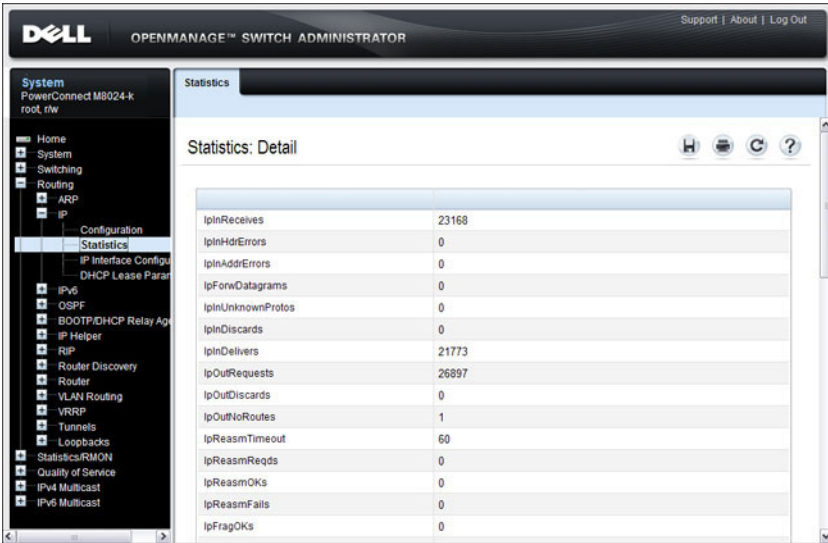 Support | About | Log Out
DELL
OPENMANAGE™ SWITCH ADMINISTRATOR
System
PowerConnect M8024-k
root, r/w
Home
System
Switching
Routing
ARP
IP
Configuration
Statistics
IP Interface Configu
DHCP Lease Paran
IPv6
OSPF
BOOTP/DHCP Relay Age
IP Helper
RIP
Router Discovery
Router
VLAN Routing
VRRP
Tunnels
Loopbacks
Statistics/RMON
Quality of Service
IPv4 Multicast
IPv6 Multicast
Statistics
Statistics: Detail
IpInReceives 23168
IpInHdrErrors 0
IpInAddrErrors 0
IpForwDatagrams 0
IpInUnknownProtos 0
IpInDiscards 0
IpInDelivers 21773
IpOutRequests 26897
IpOutDiscards 0
IpOutNoRoutes 1
IpReasmTimeout 60
IpReasmReqds 0
IpReasmOKs 0
IpReasmFails 0
IpFragOKs 0